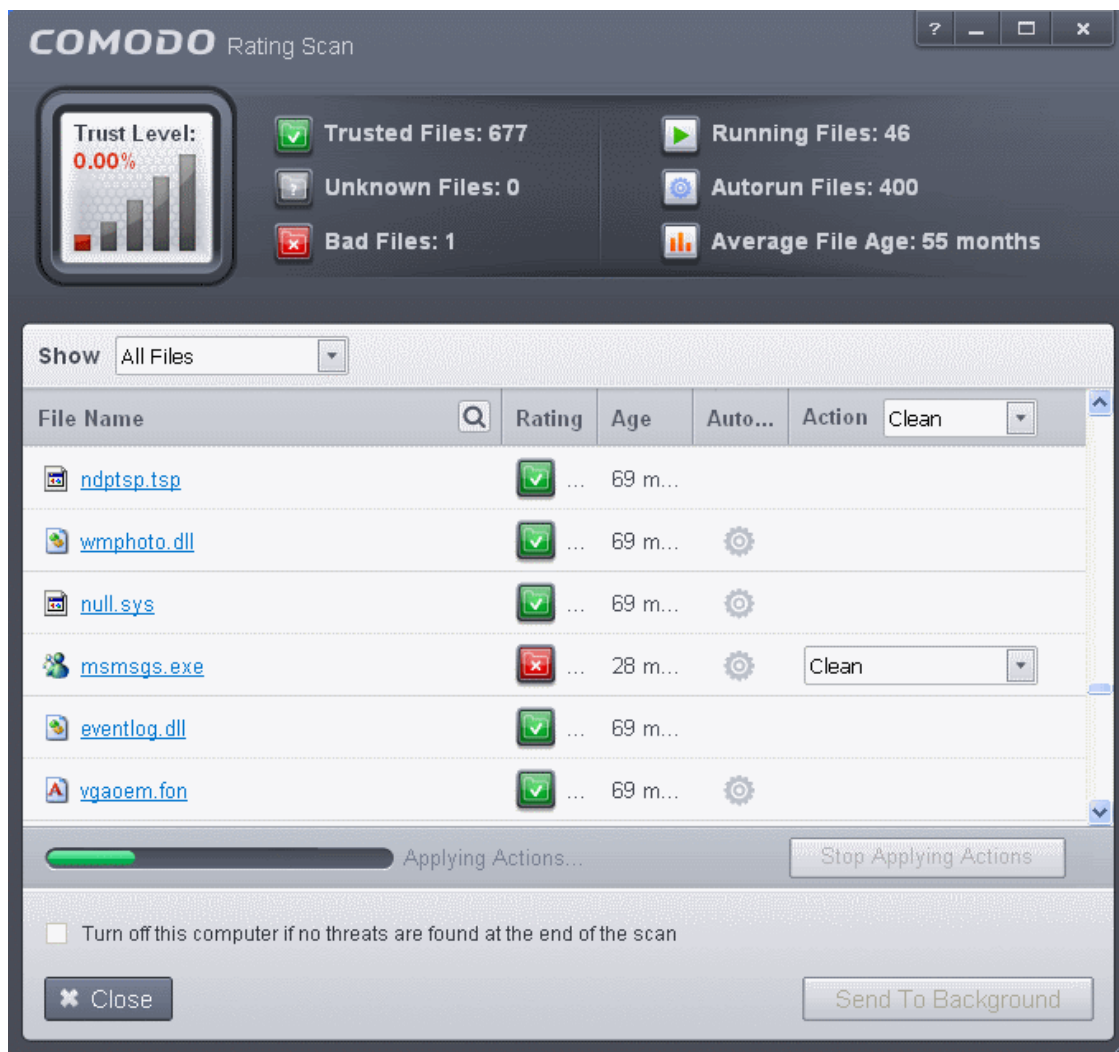 COMODO Rating Scan
?
Trust Level:
0.00%
Trusted Files: 677
Unknown Files: 0
Bad Files: 1
Running Files: 46
Autorun Files: 400
Average File Age: 55 months
Show All Files
File Name Rating Age Auto... Action Clean
ndptsp.tsp ... 69 m...
wmphoto.dll ... 69 m...
null.sys ... 69 m...
msmsgs.exe ... 28 m... Clean
eventlog.dll ... 69 m...
vgaoem.fon ... 69 m...
Applying Actions... Stop Applying Actions
Turn off this computer if no threats are found at the end of the scan
Close Send To Background